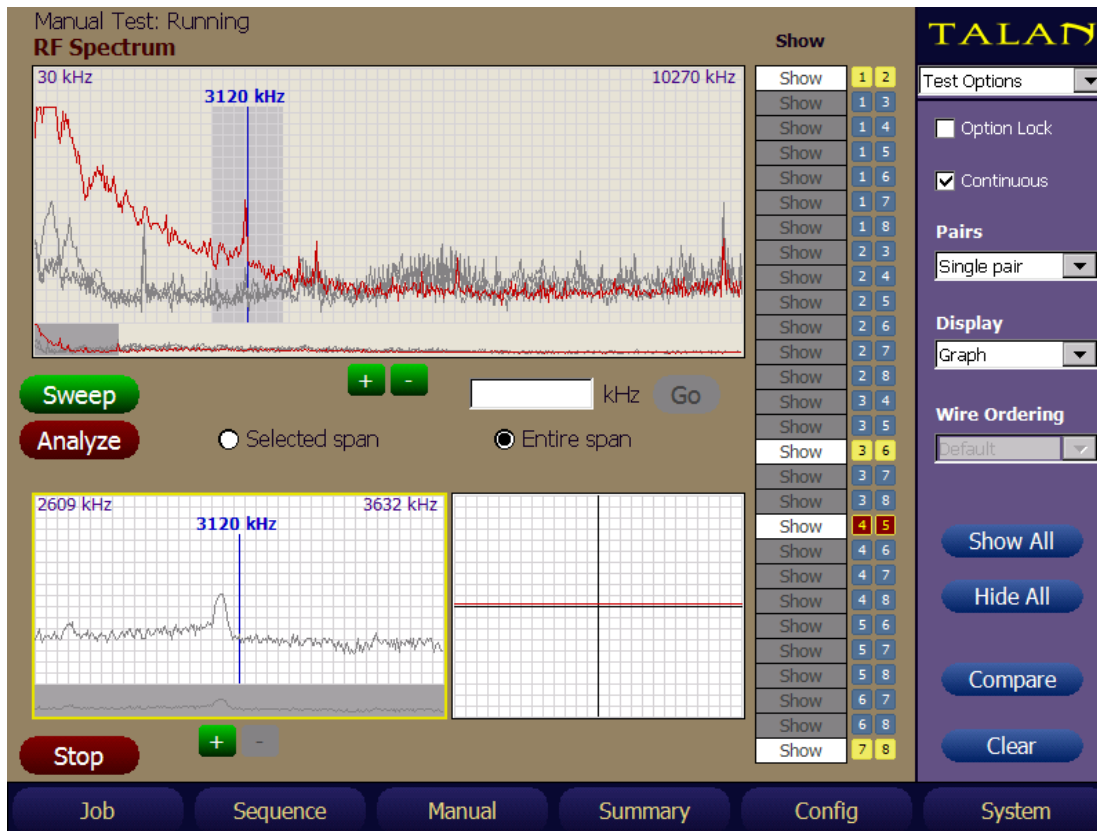 Manual Test: Running
RF Spectrum
30 kHz
10270 kHz
3120 kHz
Sweep
+
-
kHz
Go
Analyze
Selected span
Entire span
2609 kHz
3632 kHz
3120 kHz
Stop
+
-
Show
Show 1 2
Show 1 3
Show 1 4
Show 1 5
Show 1 6
Show 1 7
Show 1 8
Show 2 3
Show 2 4
Show 2 5
Show 2 6
Show 2 7
Show 2 8
Show 3 4
Show 3 5
Show 3 6
Show 3 7
Show 3 8
Show 4 5
Show 4 6
Show 4 7
Show 4 8
Show 5 6
Show 5 7
Show 5 8
Show 6 7
Show 6 8
Show 7 8
TALAN
Test Options
Option Lock
Continuous
Pairs
Single pair
Display
Graph
Wire Ordering
Default
Show All
Hide All
Compare
Clear
Job
Sequence
Manual
Summary
Config
System